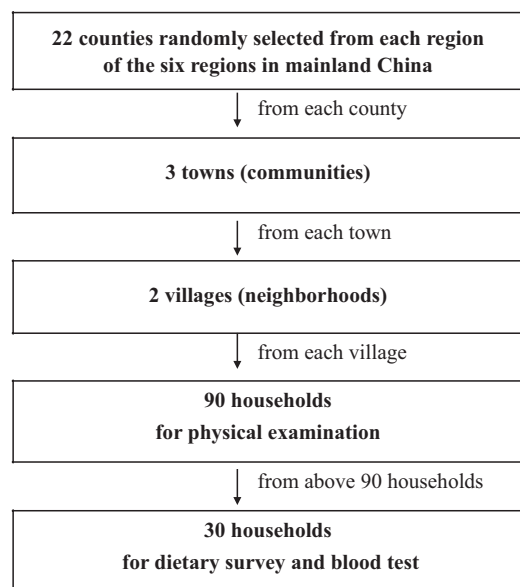 22 counties randomly selected from each region
of the six regions in mainland China
from each county
3 towns (communities)
from each town
2 villages (neighborhoods)
from each village
90 households
for physical examination
from above 90 households
30 households
for dietary survey and blood test